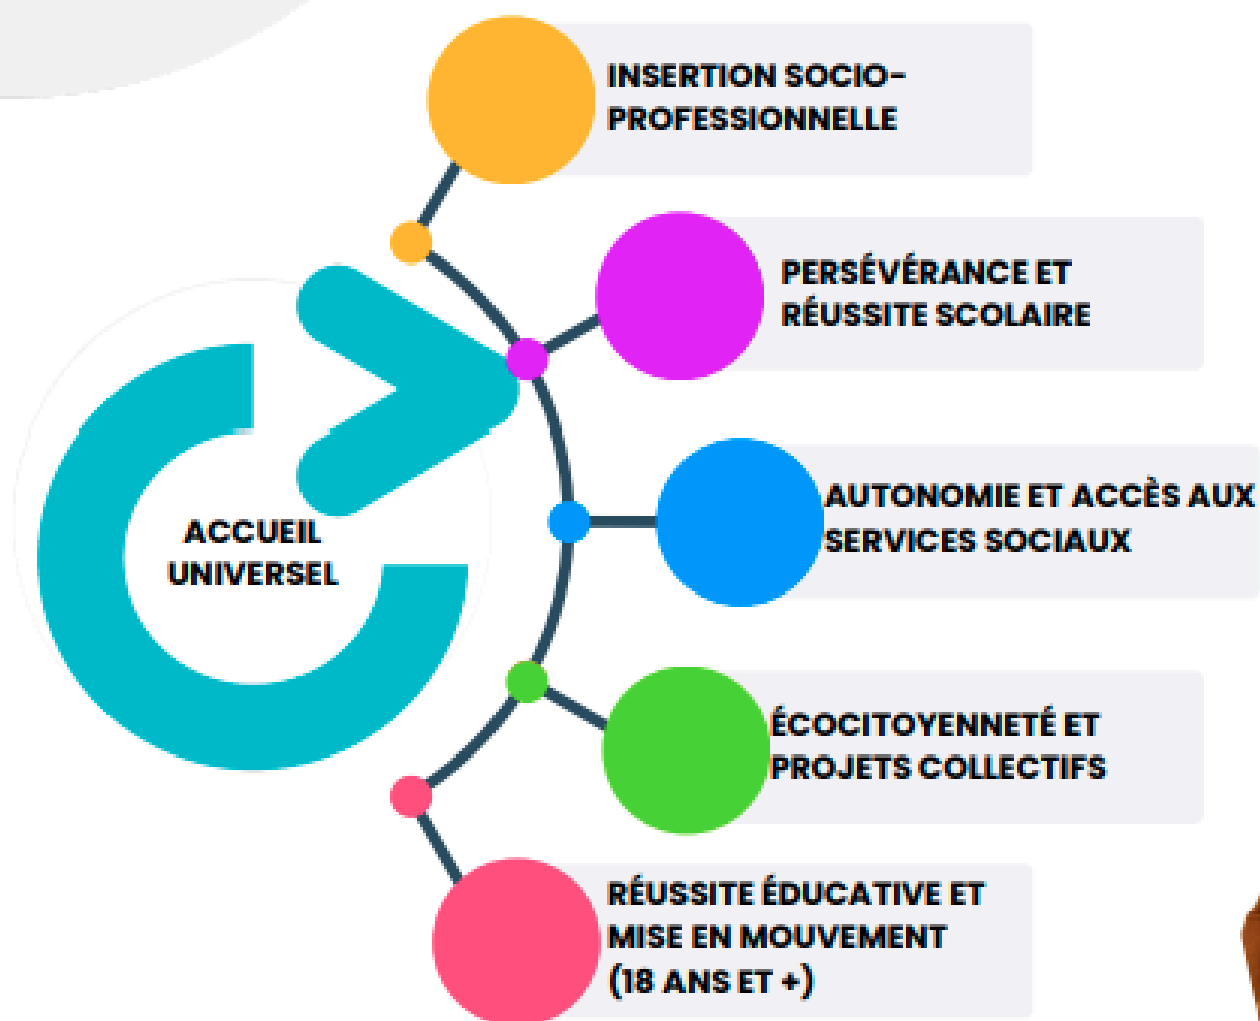 INSERTION SOCIO-
PROFESSIONNELLE
PERSÉVÉRANCE ET
RÉUSSITE SCOLAIRE
ACCUEIL
UNIVERSEL
AUTONOMIE ET ACCÈS AUX
SERVICES SOCIAUX
ÉCOCITOYENNETÉ ET
PROJETS COLLECTIFS
RÉUSSITE ÉDUCATIVE ET
MISE EN MOUVEMENT
(18 ANS ET +)